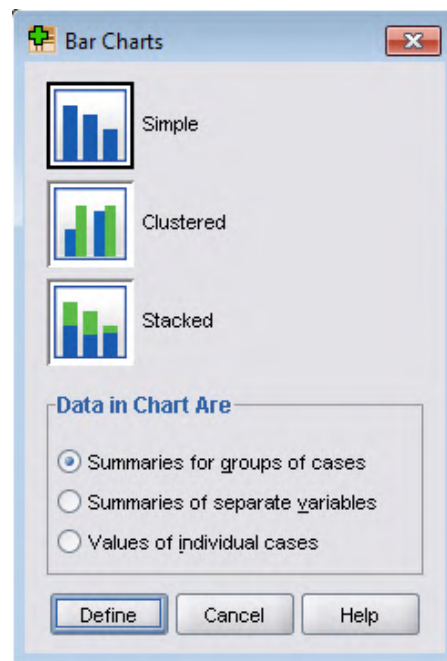 Bar Charts
Simple
Clustered
Stacked
Data in Chart Are
Summaries for groups of cases
Summaries of separate variables
Values of individual cases
Define Cancel Help